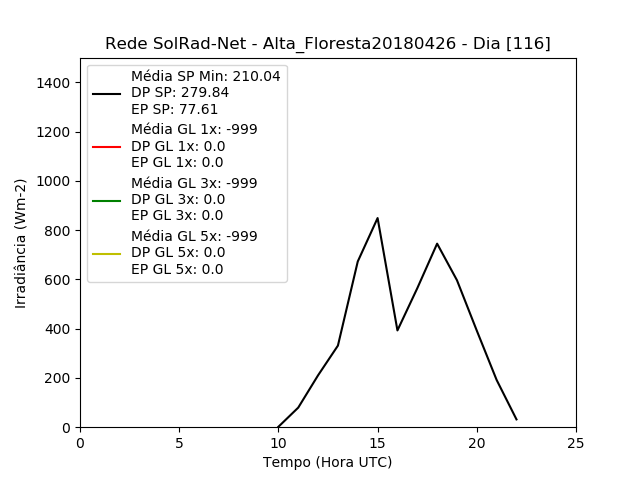 Rede SolRad-Net - Alta_Floresta20180426 - Dia [116]
Irradiância (Wm-2)
1400
1200
1000
800
600
400
200
0
Média SP Min: 210.04
DP SP: 279.84
EP SP: 77.61
Média GL 1x: -999
DP GL 1x: 0.0
EP GL 1x: 0.0
Média GL 3x: -999
DP GL 3x: 0.0
EP GL 3x: 0.0
Média GL 5x: -999
DP GL 5x: 0.0
EP GL 5x: 0.0
0 5 10 15 20 25
Tempo (Hora UTC)